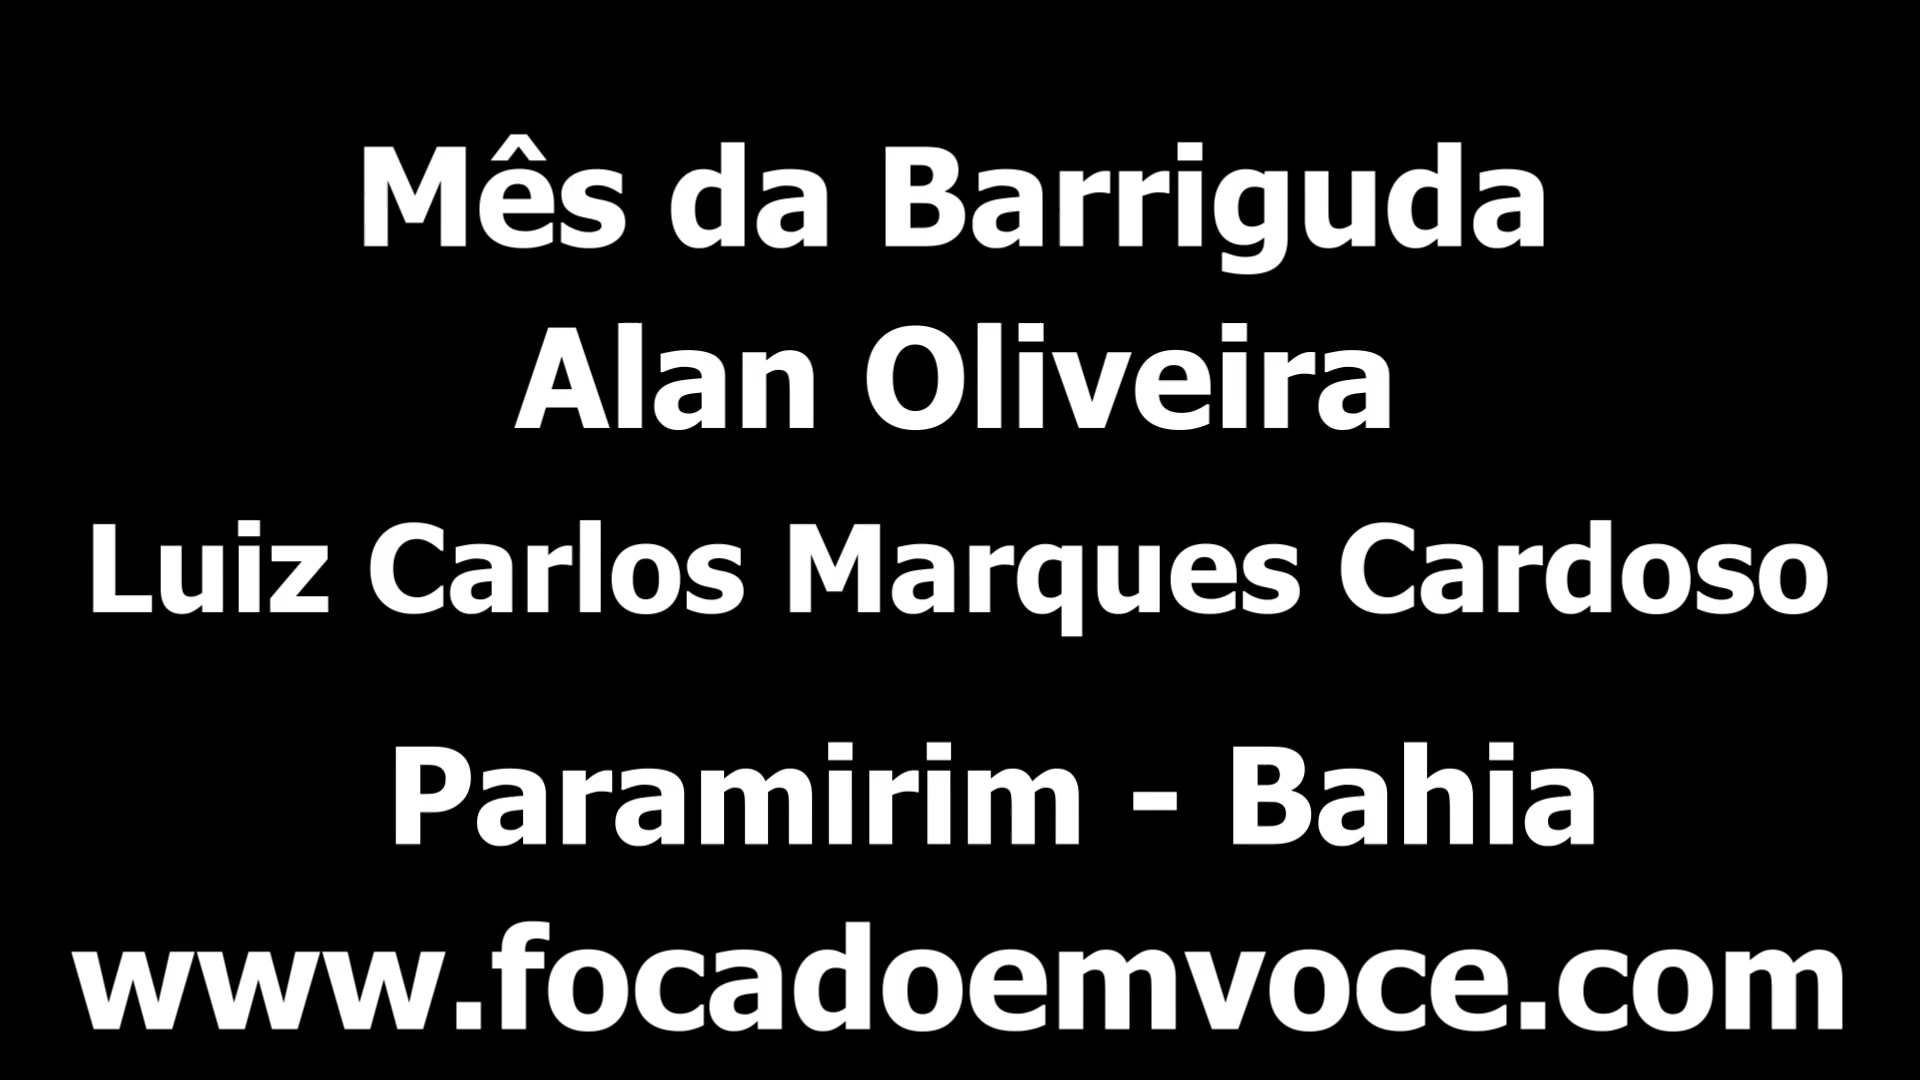 Mês da Barriguda
Alan Oliveira
Luiz Carlos Marques Cardoso
Paramirim - Bahia
www.focadoemvoce.com